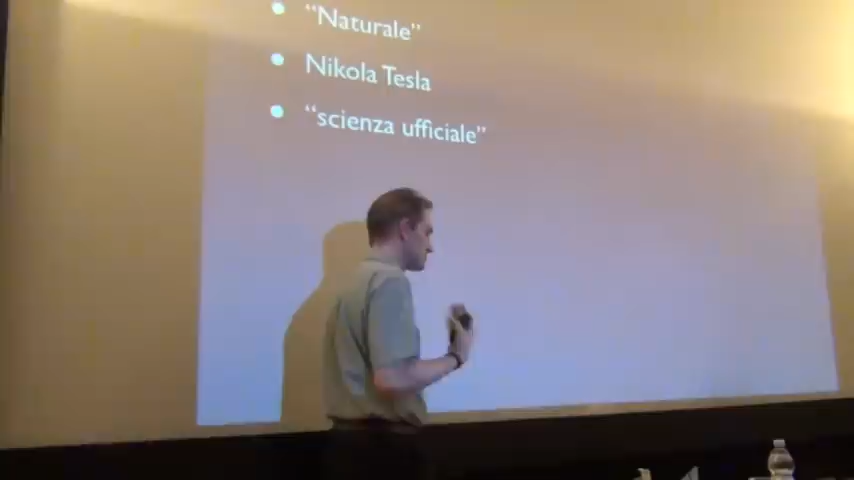 “Naturale”
Nikola Tesla
“scienza ufficiale”